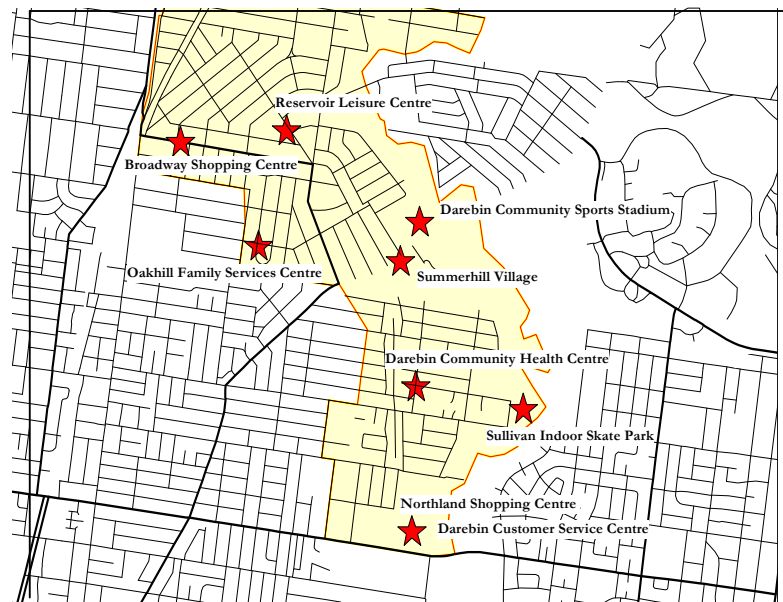 Reservoir Leisure Centre
Broadway Shopping Centre
Darebin Community Sports Stadium
Oakhill Family Services Centre
Summerhill Village
Darebin Community Health Centre
Sullivan Indoor Skate Park
Northland Shopping Centre
Darebin Customer Service Centre